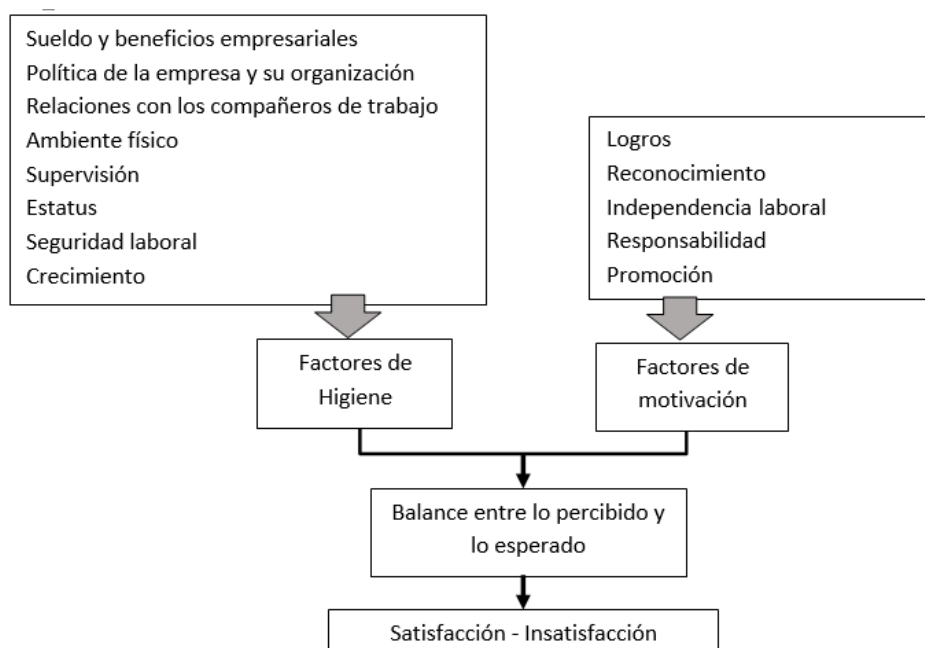 Sueldo y beneficios empresariales
Política de la empresa y su organización
Relaciones con los compañeros de trabajo
Ambiente físico
Supervisión
Estatus
Seguridad laboral
Crecimiento
Logros
Reconocimiento
Independencia laboral
Responsabilidad
Promoción
Factores de
Higiene
Factores de
motivación
Balance entre lo percibido y
lo esperado
Satisfacción - Insatisfacción